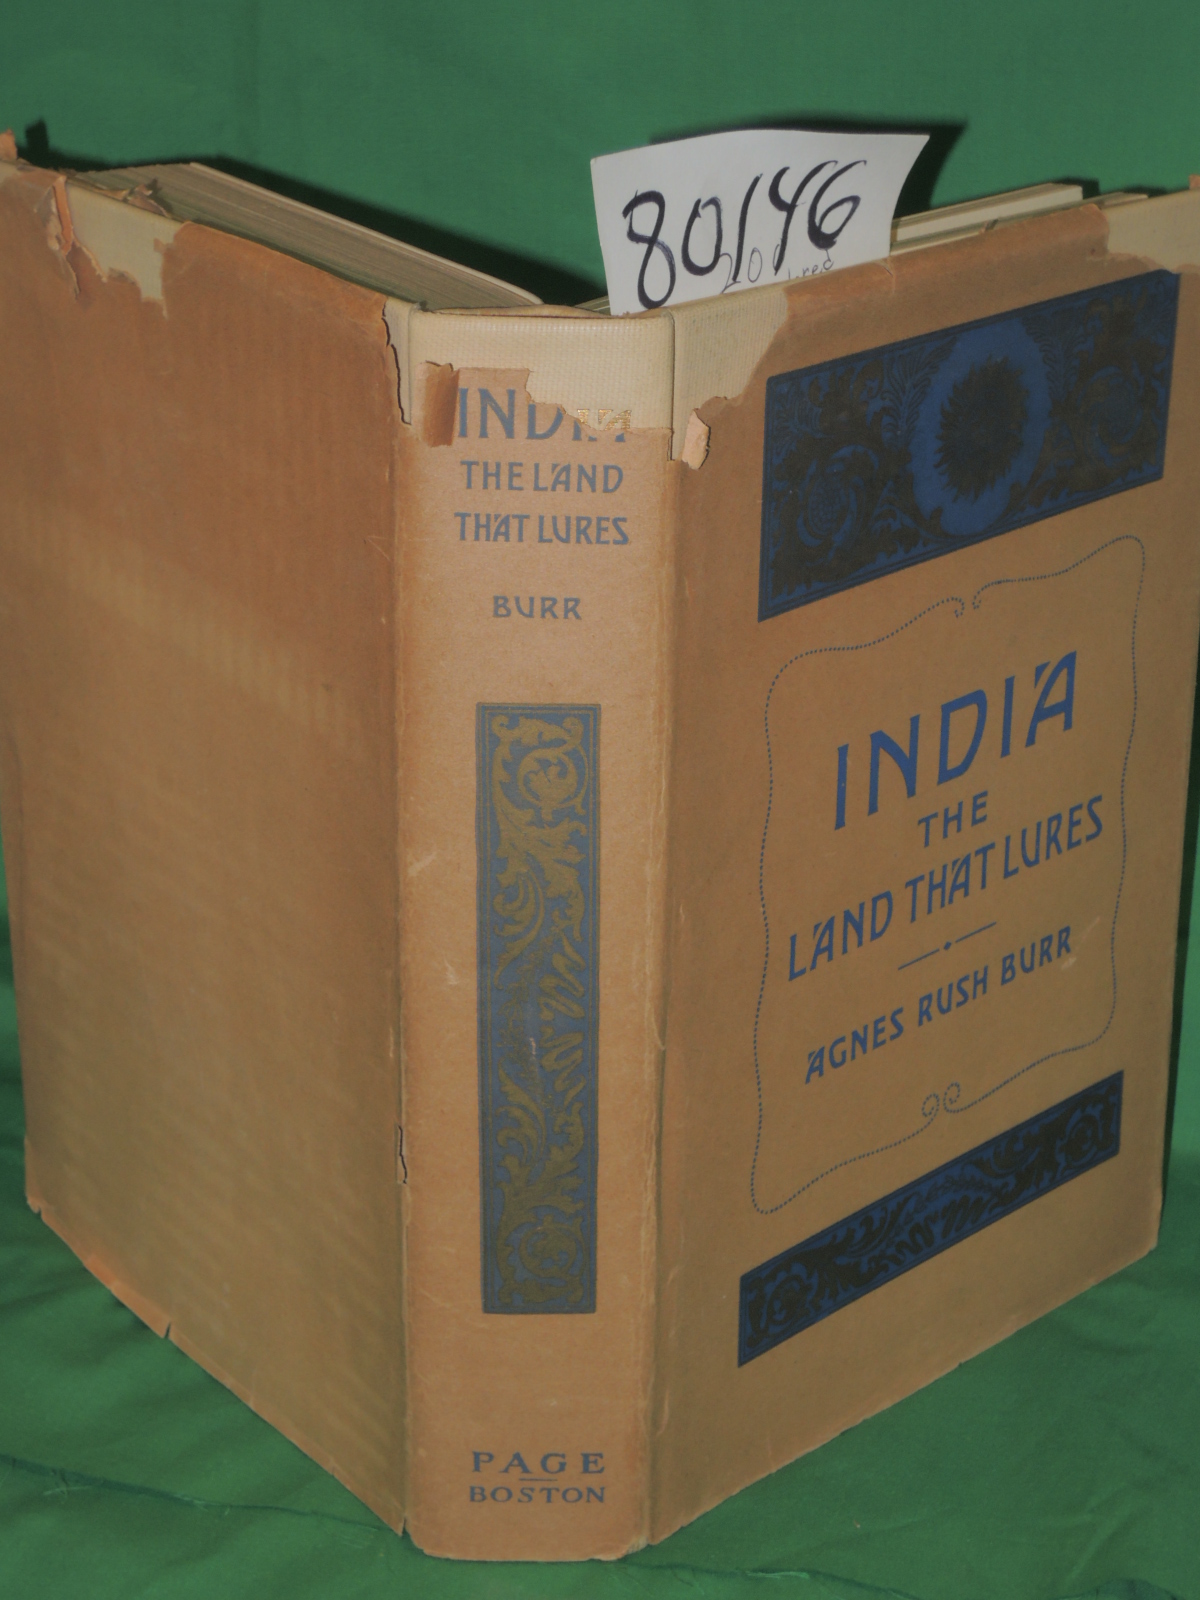 80146
INDIA
THE LAND
THAT LURES
BURR
PAGE
BOSTON
INDIA
THE
LAND THAT LURES
AGNES RUSH BURR